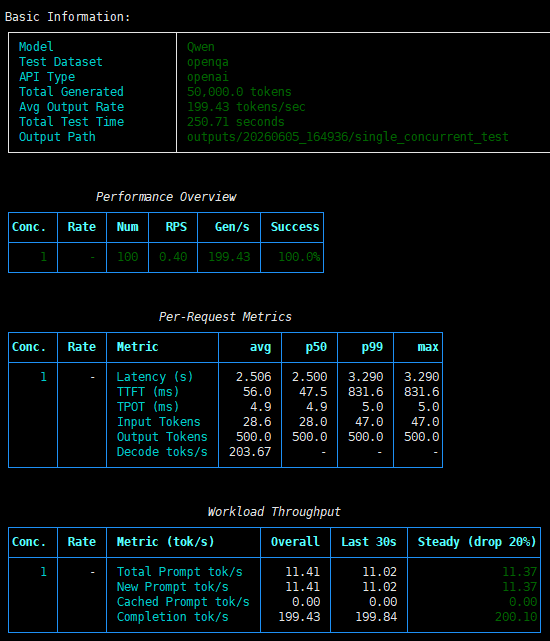 Basic Information:
Model Qwen
Test Dataset openqa
API Type openai
Total Generated 50,000.0 tokens
Avg Output Rate 199.43 tokens/sec
Total Test Time 250.71 seconds
Output Path outputs/20260605_164936/single_concurrent_test
Performance Overview
Conc. Rate Num RPS Gen/s Success
1 - 100 0.40 199.43 100.0%
Per-Request Metrics
Conc. Rate Metric avg p50 p99 max
1 - Latency (s) 2.506 2.500 3.290 3.290
TTFT (ms) 56.0 47.5 831.6 831.6
TPOT (ms) 4.9 4.9 5.0 5.0
Input Tokens 28.6 28.0 47.0 47.0
Output Tokens 500.0 500.0 500.0 500.0
Decode toks/s 203.67 - - -
Workload Throughput
Conc. Rate Metric (tok/s) Overall Last 30s Steady (drop 20%)
1 - Total Prompt tok/s 11.41 11.02 11.37
New Prompt tok/s 11.41 11.02 11.37
Cached Prompt tok/s 0.00 0.00 0.00
Completion tok/s 199.43 199.84 200.10